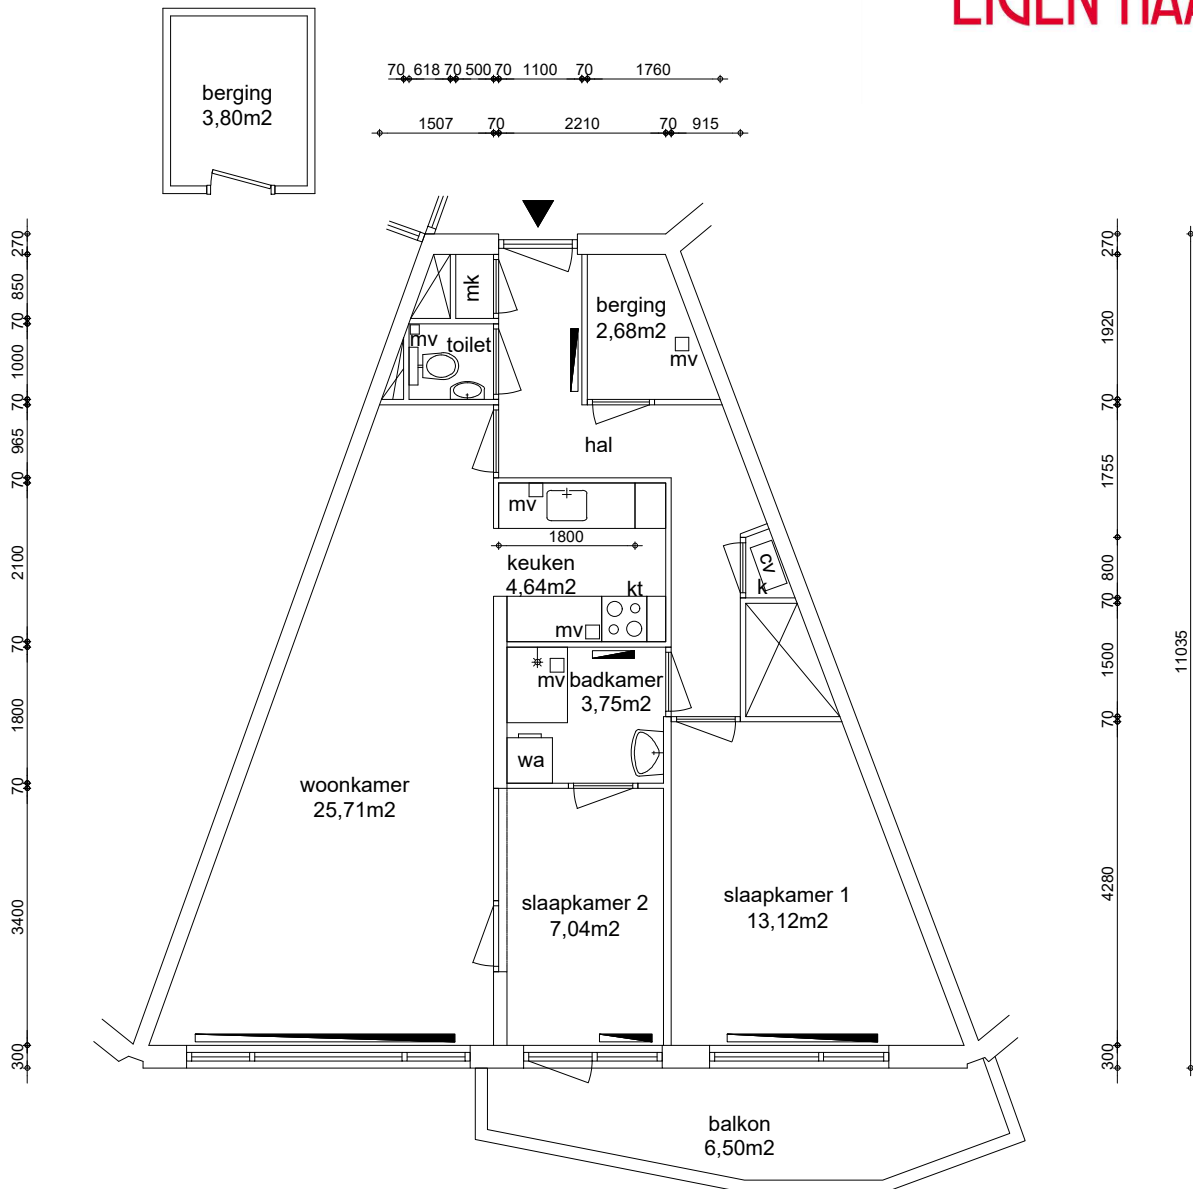 EIGEN HAA
berging
3,80m2
70 618 70 500 70 1100 70 1760
1507 70 2210 70 915
270
850
70
1000
70
965
70
2100
70
1800
70
3400
300
mk
mv
toilet
berging
2,68m2
mv
hal
mv
1800
keuken
4,64m2
kt
mv
cv
k
mv
badkamer
3,75m2
wa
woonkamer
25,71m2
slaapkamer 2
7,04m2
slaapkamer 1
13,12m2
balkon
6,50m2
270
1920
70
1755
800
70
1500
70
4280
300
11035